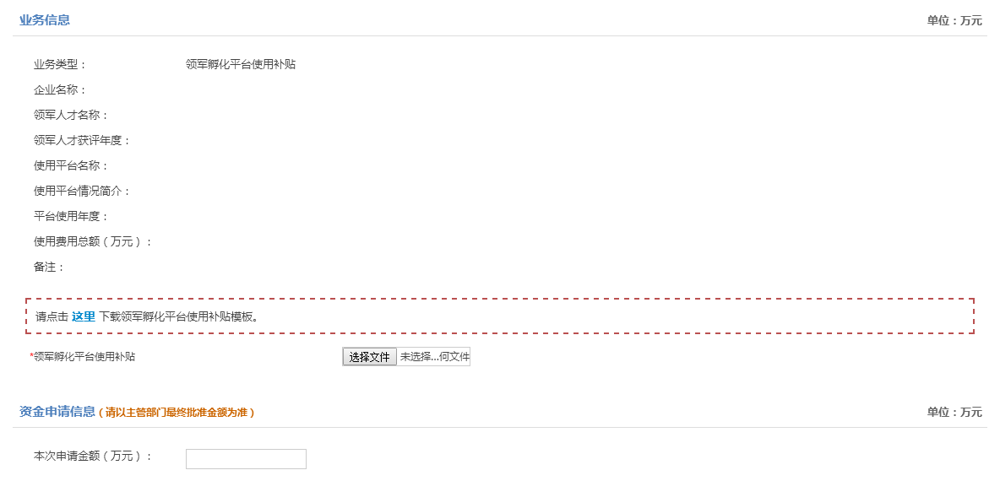 业务信息 单位：万元
业务类型： 领军孵化平台使用补贴
企业名称：
领军人才名称：
领军人才获评年度：
使用平台名称：
使用平台情况简介：
平台使用年度：
使用费用总额（万元）：
备注：
请点击 这里 下载领军孵化平台使用补贴模板。
*领军孵化平台使用补贴 选择文件 未选择...何文件
资金申请信息（请以主管部门最终批准金额为准） 单位：万元
本次申请金额（万元）：